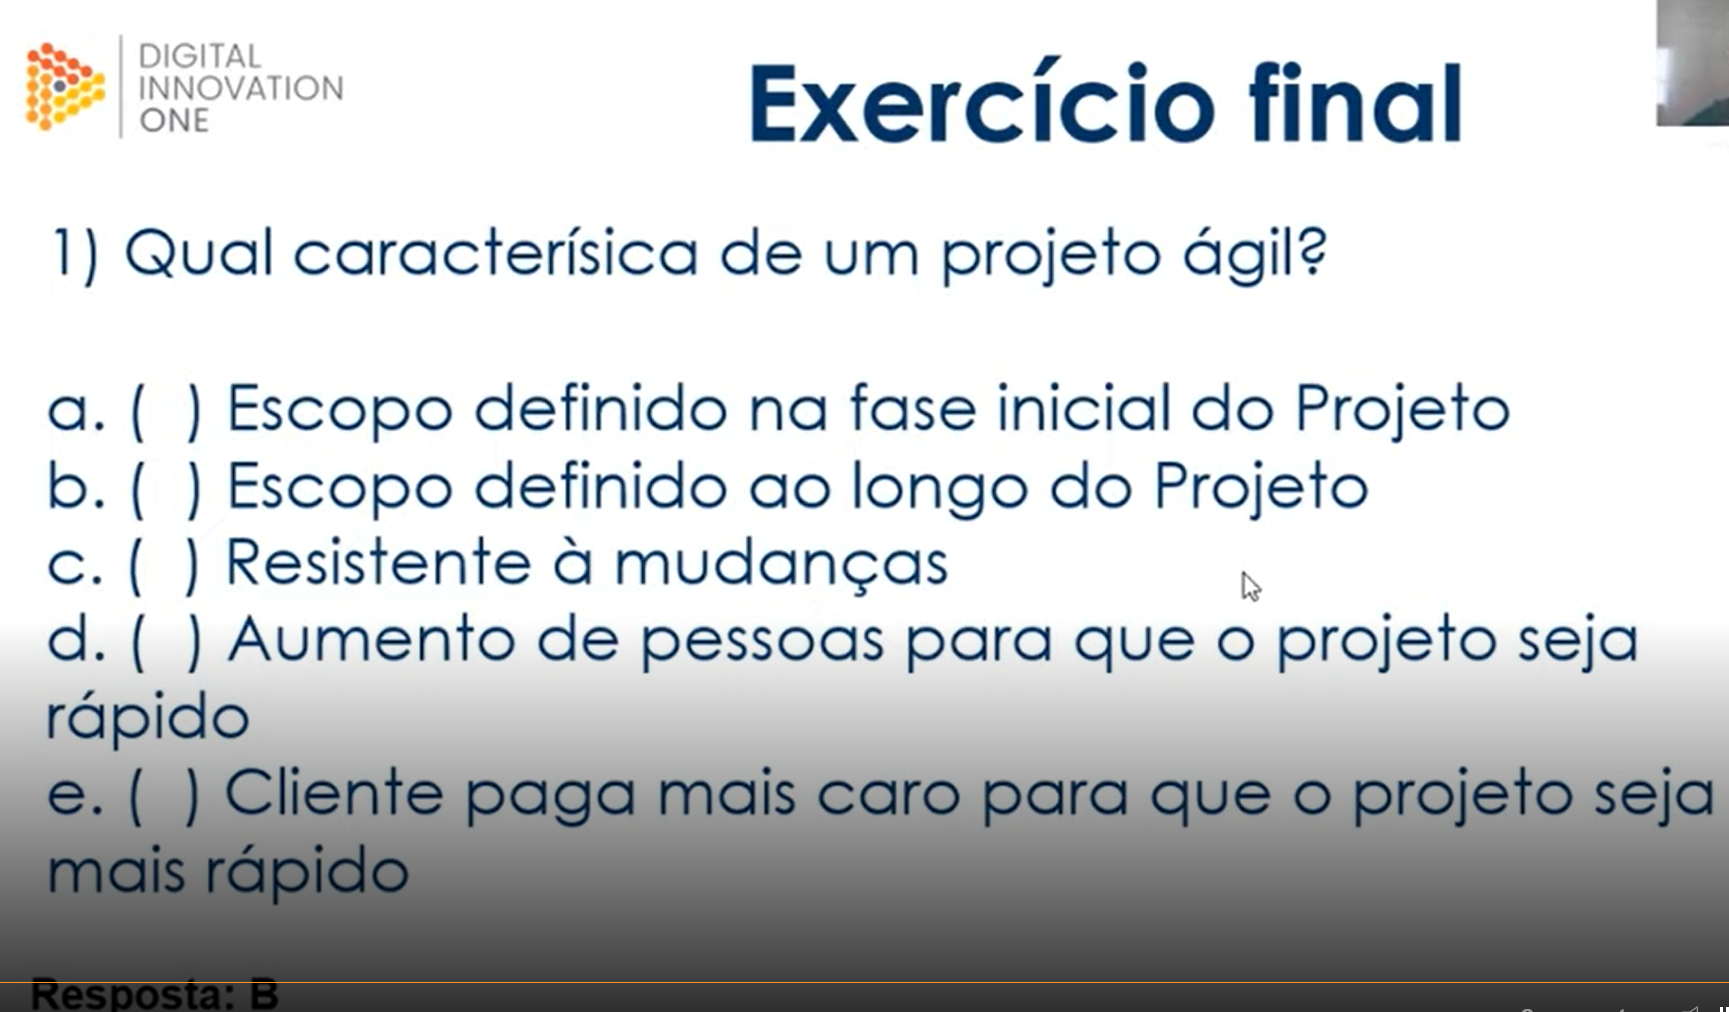 DIGITAL
INNOVATION
ONE
Exercício final
1) Qual caracterísica de um projeto ágil?
a. ( ) Escopo definido na fase inicial do Projeto
b. ( ) Escopo definido ao longo do Projeto
c. ( ) Resistente à mudanças
d. ( ) Aumento de pessoas para que o projeto seja
rápido
e. ( ) Cliente paga mais caro para que o projeto seja
mais rápido
Resposta: B